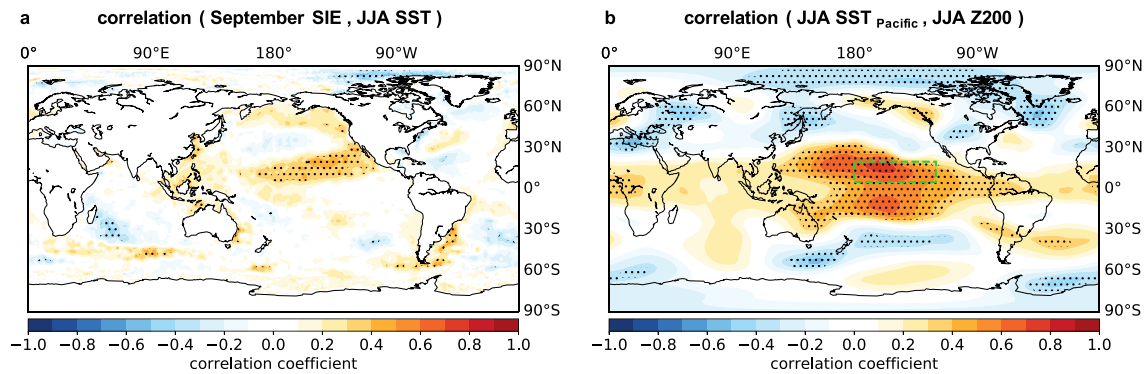 a correlation ( September SIE , JJA SST )
0° 90°E 180° 90°W
90°N
60°N
30°N
0°
30°S
60°S
90°S
−1.0 −0.8 −0.6 −0.4 −0.2 0.0 0.2 0.4 0.6 0.8 1.0
correlation coefficient
b correlation ( JJA SST Pacific , JJA Z200 )
0° 90°E 180° 90°W
90°N
60°N
30°N
0°
30°S
60°S
90°S
−1.0 −0.8 −0.6 −0.4 −0.2 0.0 0.2 0.4 0.6 0.8 1.0
correlation coefficient